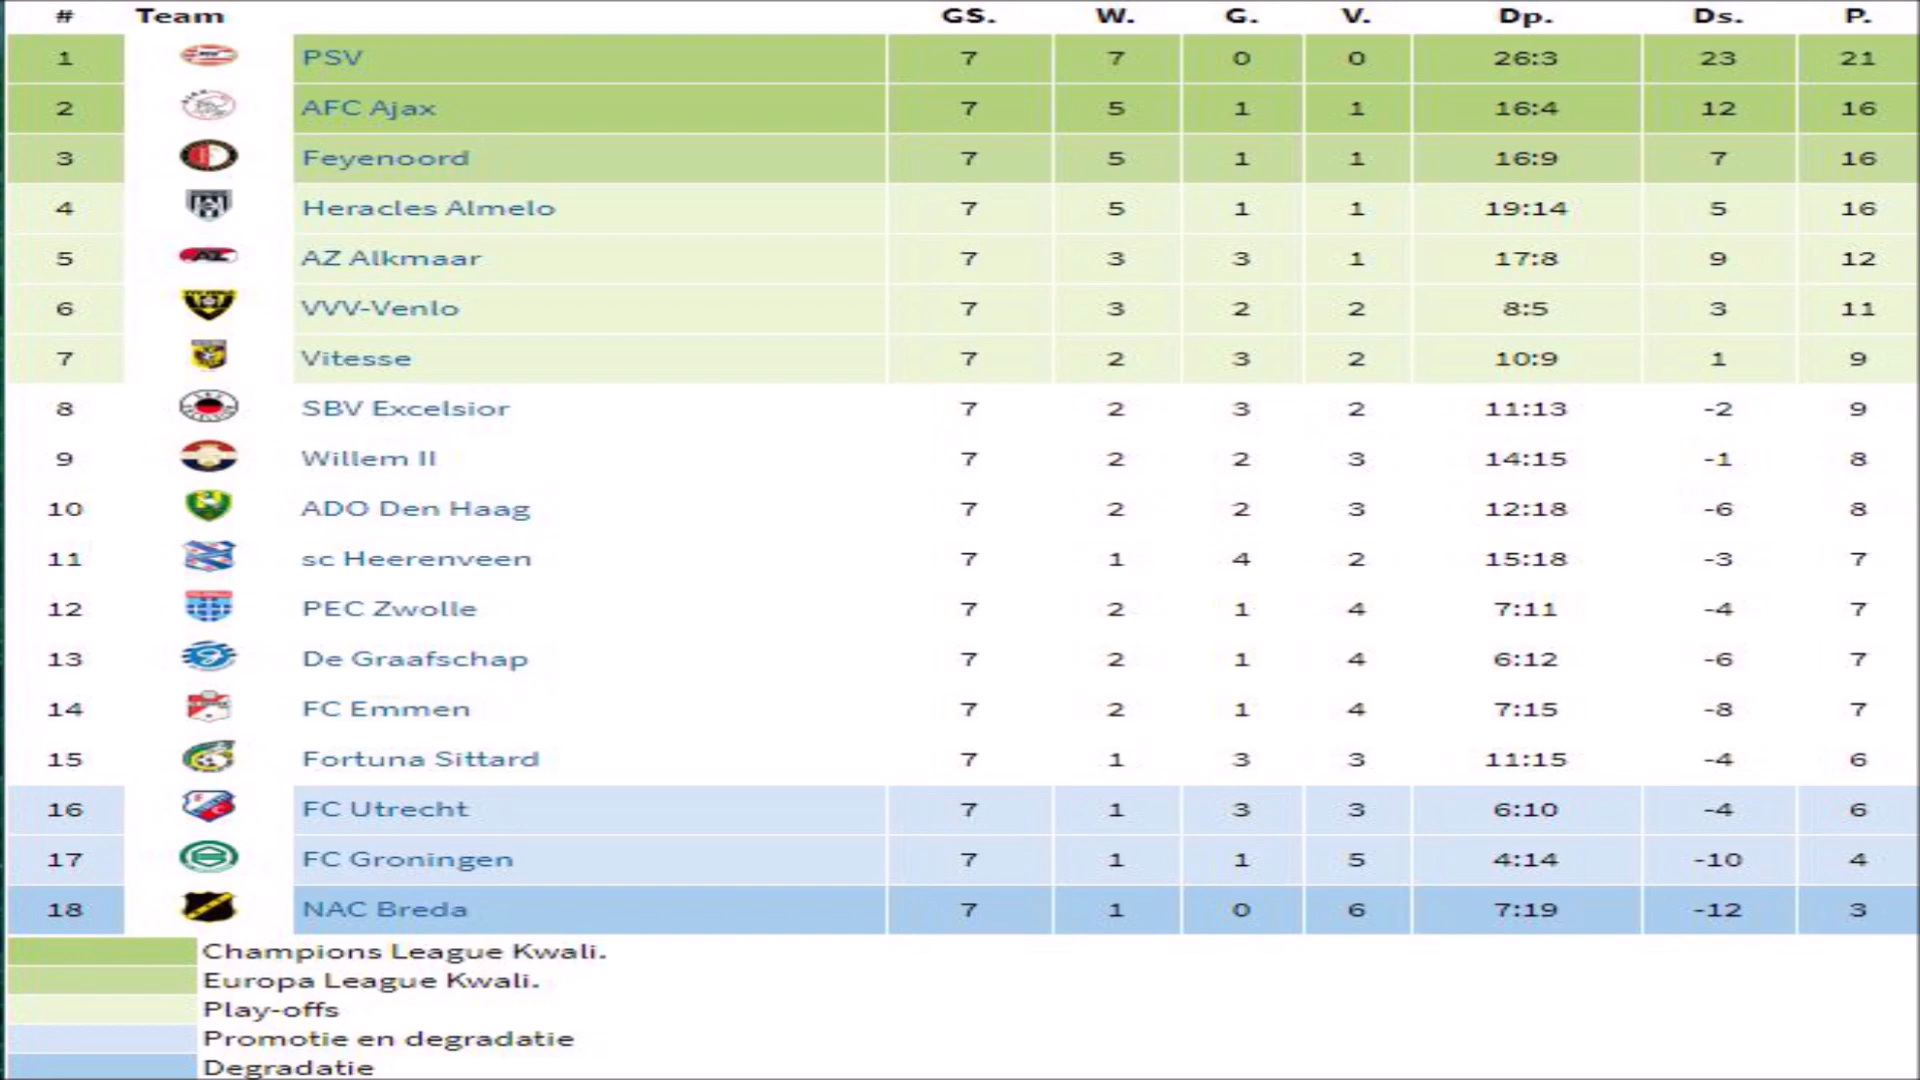 # Team GS. W. G. V. Dp. Ds. P.
1 PSV 7 7 0 0 26:3 23 21
2 AFC Ajax 7 5 1 1 16:4 12 16
3 Feyenoord 7 5 1 1 16:9 7 16
4 Heracles Almelo 7 5 1 1 19:14 5 16
5 AZ Alkmaar 7 3 3 1 17:8 9 12
6 VVV-Venlo 7 3 2 2 8:5 3 11
7 Vitesse 7 2 3 2 10:9 1 9
8 SBV Excelsior 7 2 3 2 11:13 -2 9
9 Willem II 7 2 2 3 14:15 -1 8
10 ADO Den Haag 7 2 2 3 12:18 -6 8
11 sc Heerenveen 7 1 4 2 15:18 -3 7
12 PEC Zwolle 7 2 1 4 7:11 -4 7
13 De Graafschap 7 2 1 4 6:12 -6 7
14 FC Emmen 7 2 1 4 7:15 -8 7
15 Fortuna Sittard 7 1 3 3 11:15 -4 6
16 FC Utrecht 7 1 3 3 6:10 -4 6
17 FC Groningen 7 1 1 5 4:14 -10 4
18 NAC Breda 7 1 0 6 7:19 -12 3
Champions League Kwali.
Europa League Kwali.
Play-offs
Promotie en degradatie
Degradatie